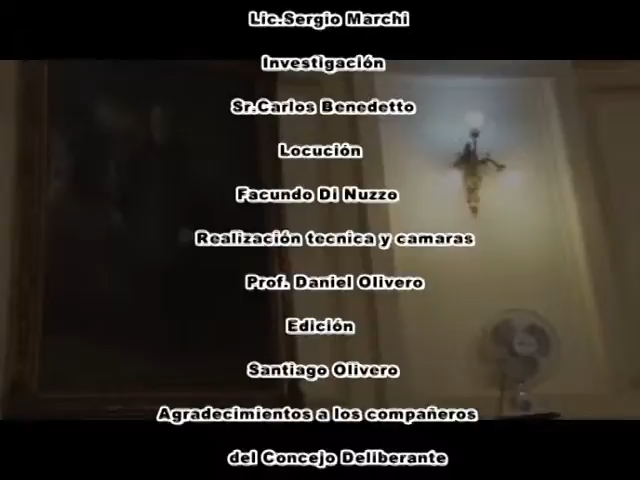 Lic.Sergio Marchi
Investigación
Sr.Carlos Benedetto
Locución
Facundo Di Nuzzo
Realización tecnica y camaras
Prof. Daniel Olivero
Edición
Santiago Olivero
Agradecimientos a los compañeros
del Concejo Deliberante